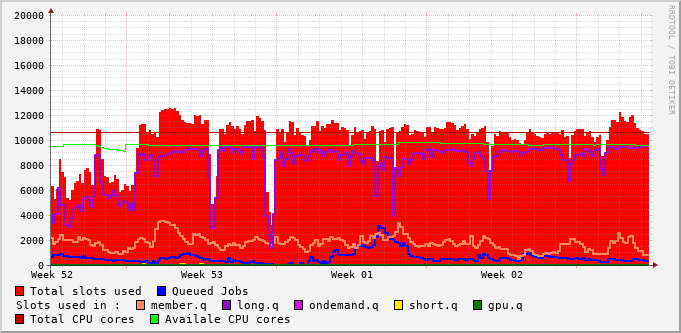 20000
18000
16000
14000
12000
10000
8000
6000
4000
2000
0
Week 52 Week 53 Week 01 Week 02
Total slots used Queued Jobs
Slots used in : member.q long.q ondemand.q short.q gpu.q
Total CPU cores Availale CPU cores
RRDTOOL / TOBI OETIKER